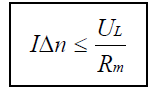 IΔn ≤ U_L / R_m